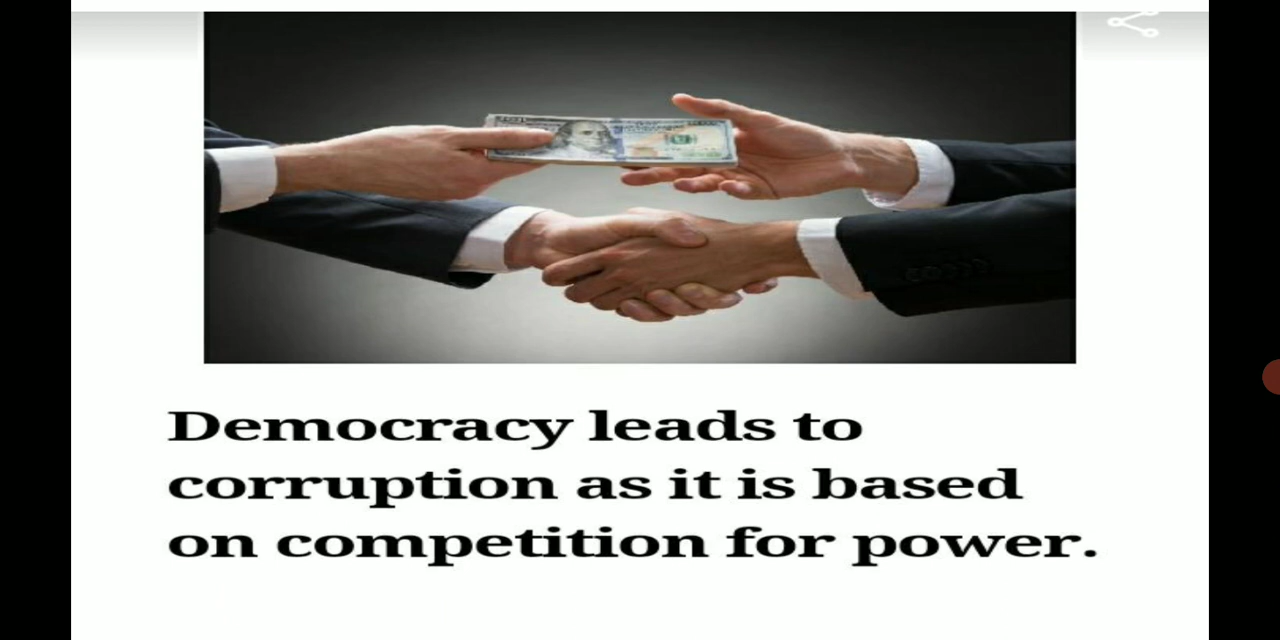 Democracy leads to
corruption as it is based
on competition for power.